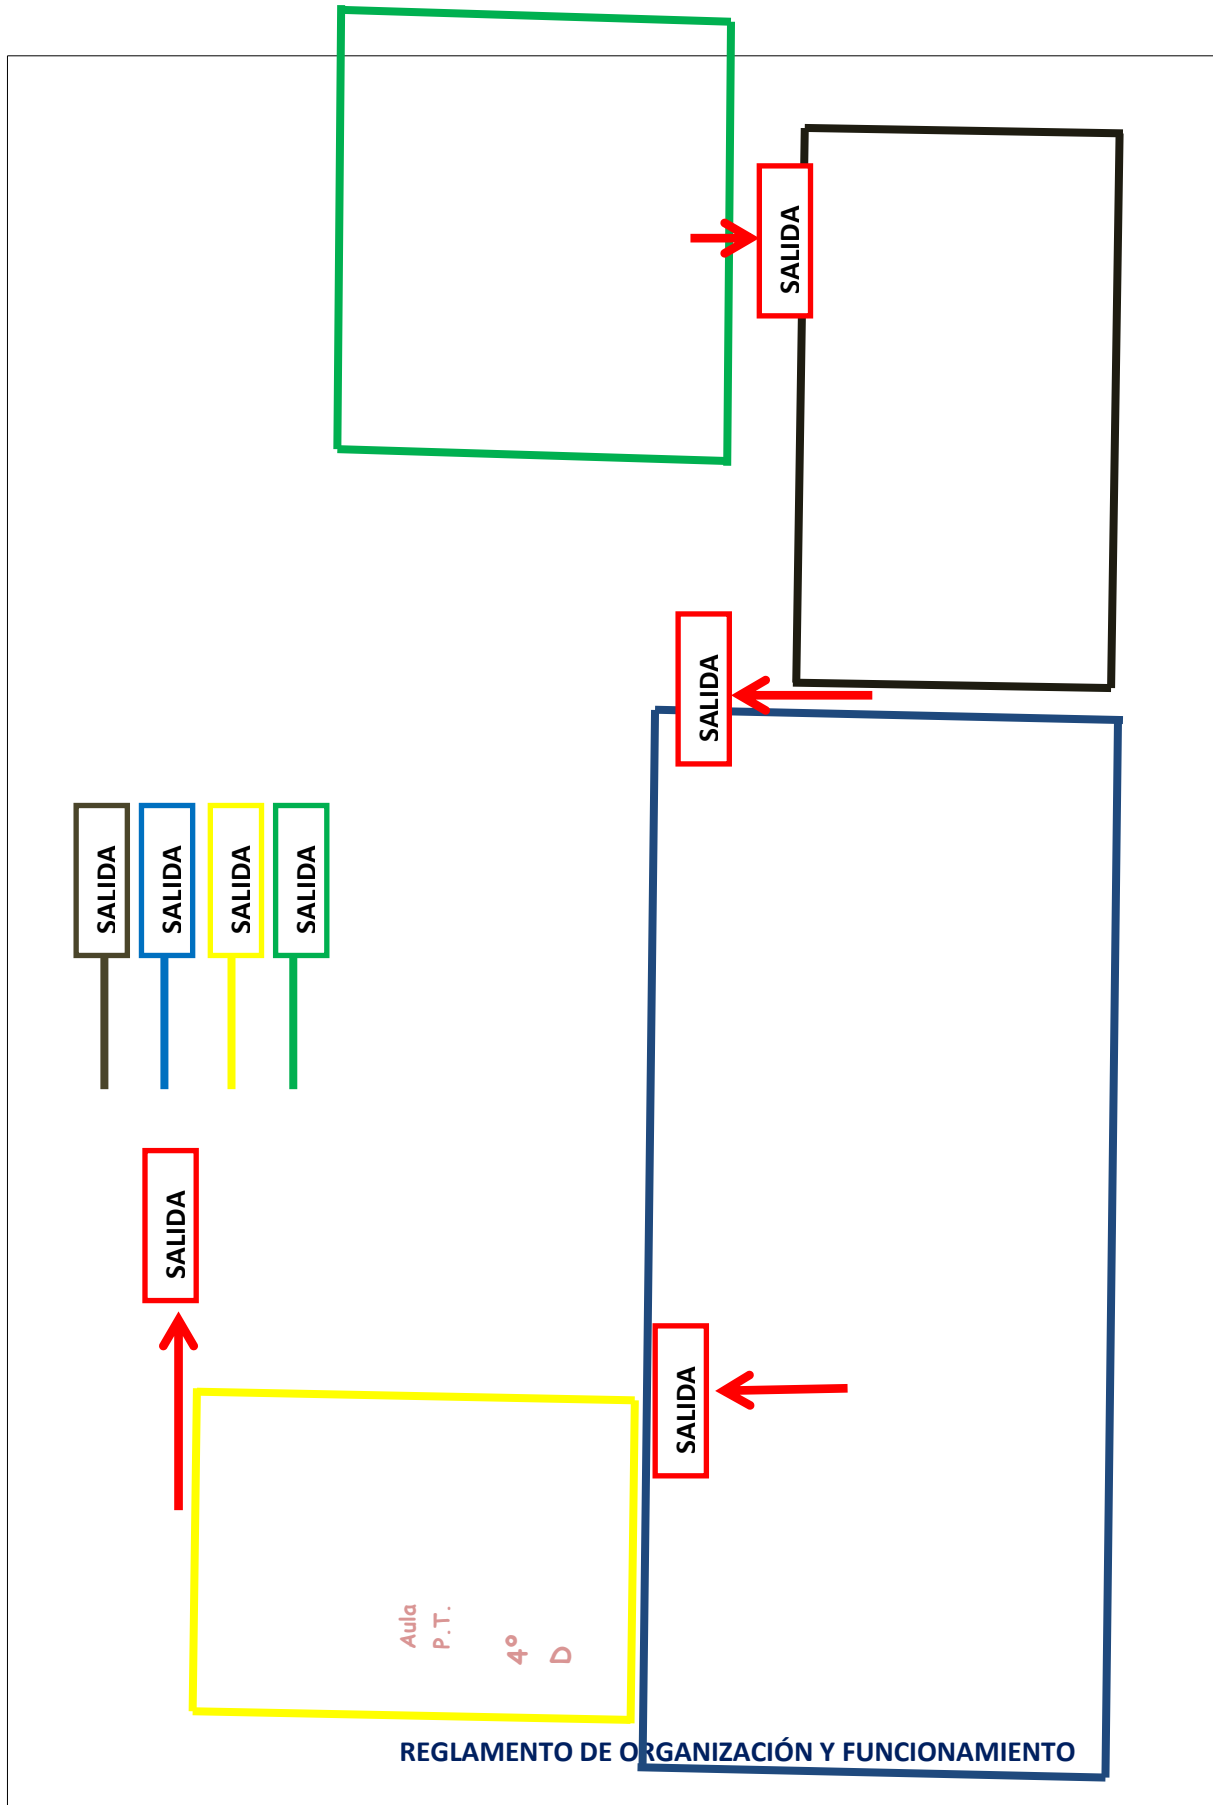 SALIDA
SALIDA
SALIDA
SALIDA
SALIDA
SALIDA
SALIDA
SALIDA
Aula
P.T.
4º
D
REGLAMENTO DE ORGANIZACIÓN Y FUNCIONAMIENTO